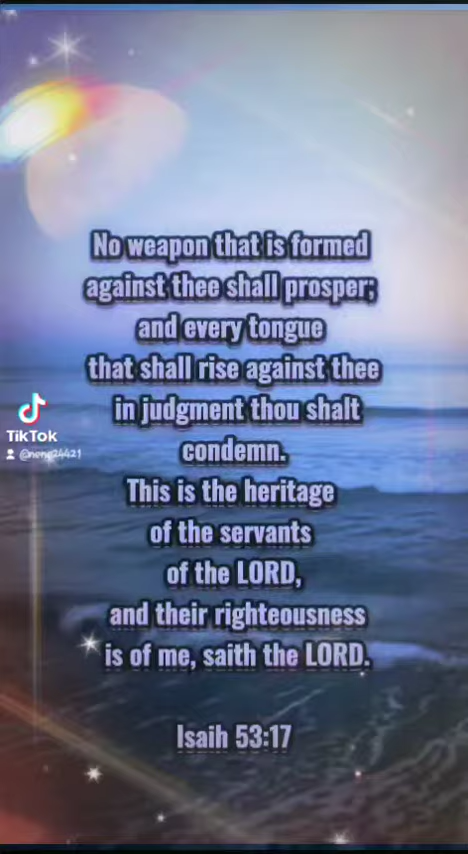 No weapon that is formed
against thee shall prosper;
and every tongue
that shall rise against thee
in judgment thou shalt
condemn.
This is the heritage
of the servants
of the LORD,
and their righteousness
is of me, saith the LORD.
Isaih 53:17
TikTok
@nong24421